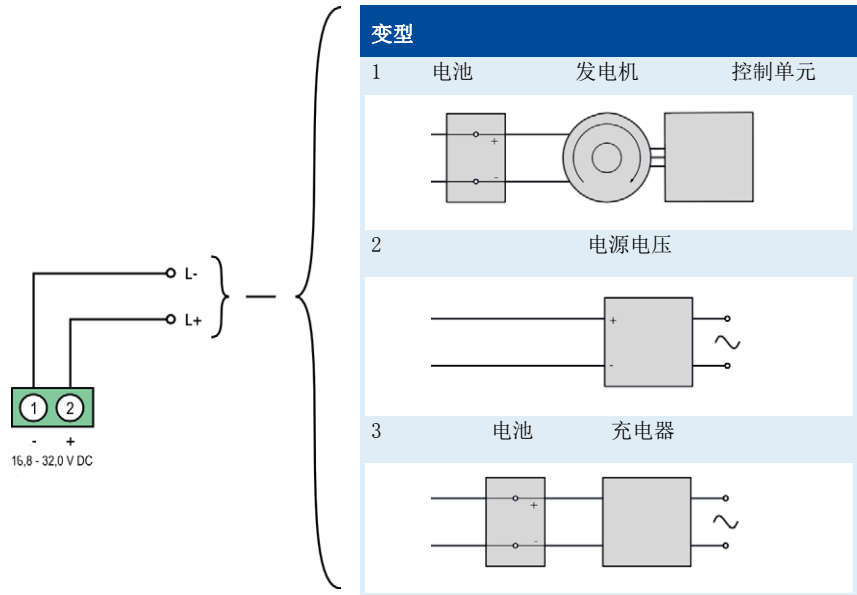 变型
1 电池 发电机 控制单元
+
-
2 电源电压
+
-
3 电池 充电器
+
-
L-
L+
1 2
- +
16,8 - 32,0 V DC